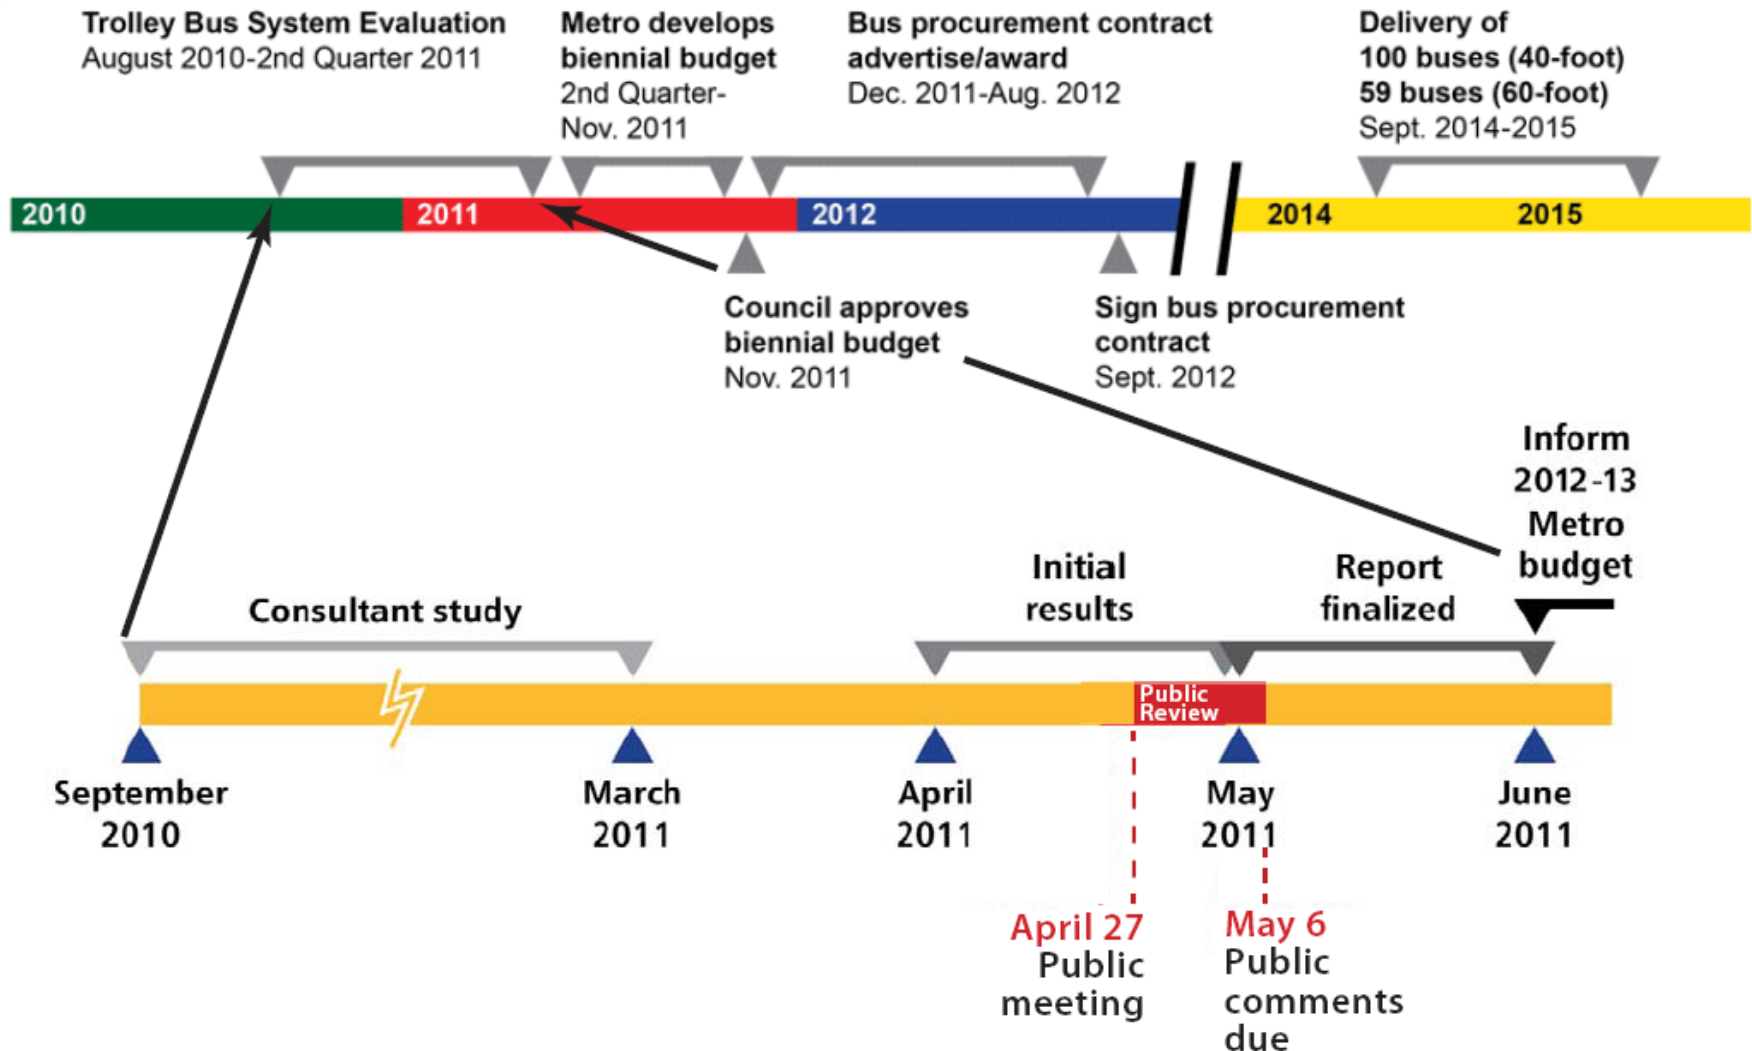 Trolley Bus System Evaluation
August 2010-2nd Quarter 2011
Metro develops
biennial budget
2nd Quarter-
Nov. 2011
Bus procurement contract
advertise/award
Dec. 2011-Aug. 2012
Delivery of
100 buses (40-foot)
59 buses (60-foot)
Sept. 2014-2015
2010
2011
2012
2014
2015
Council approves
biennial budget
Nov. 2011
Sign bus procurement
contract
Sept. 2012
Inform
2012-13
Metro
budget
Consultant study
Initial
results
Report
finalized
Public
Review
September
2010
March
2011
April
2011
May
2011
June
2011
April 27
Public
meeting
May 6
Public
comments
due